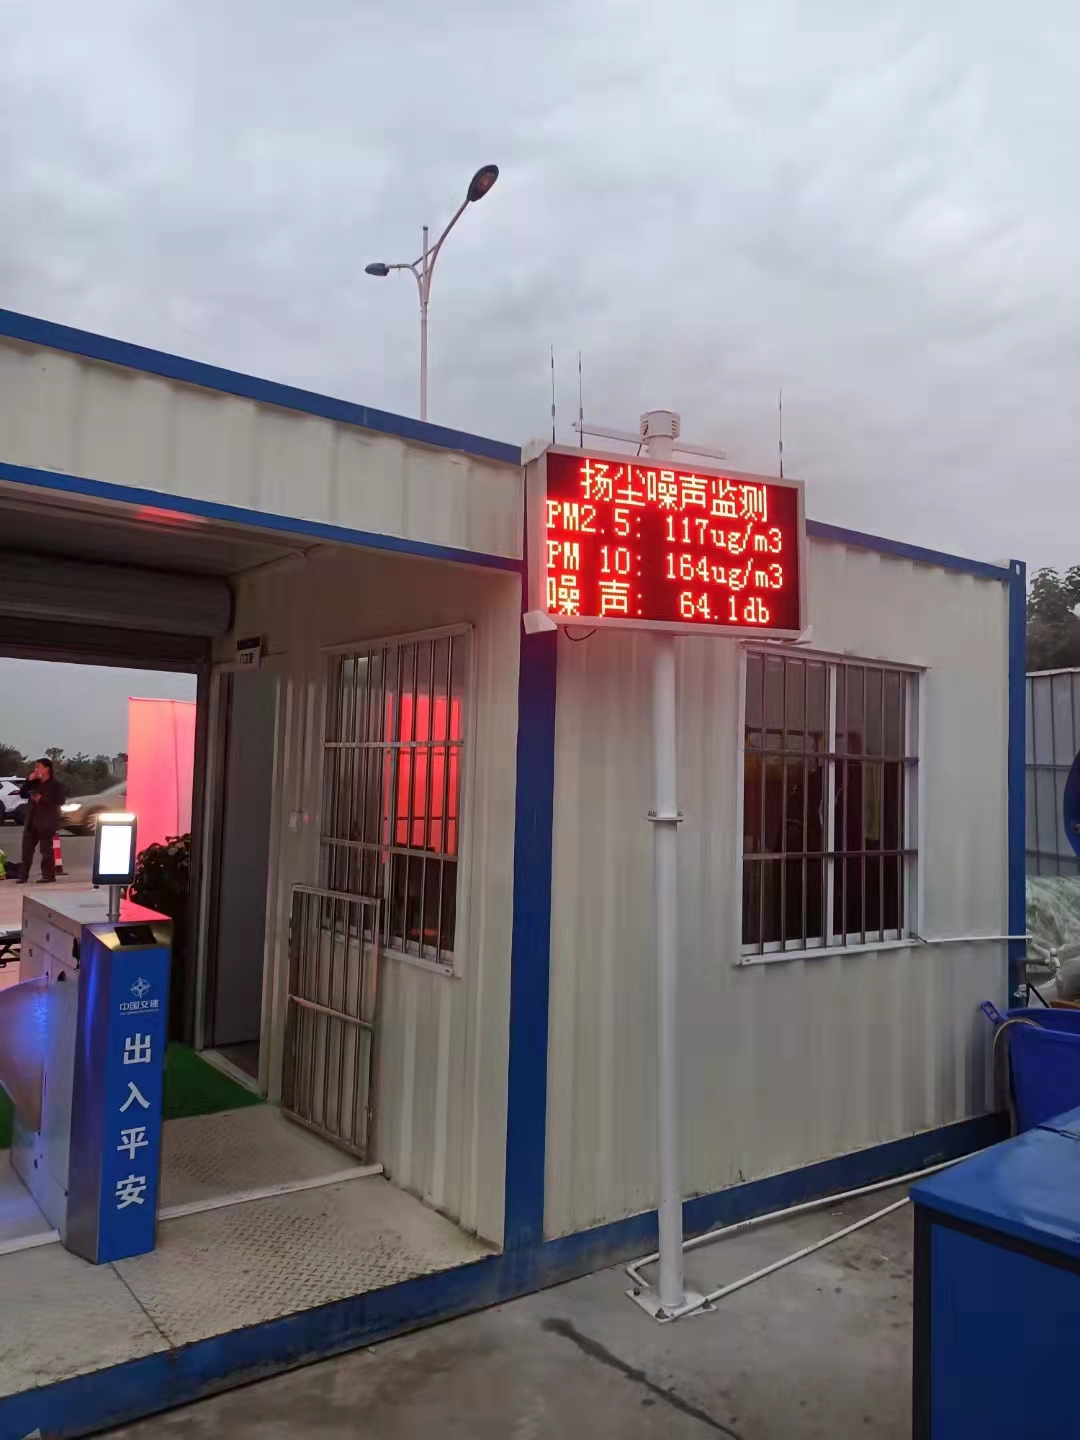 扬尘噪声监测
PM2.5: 117ug/m3
PM 10: 164ug/m3
噪 声: 64.1db
中国交建
出入平安